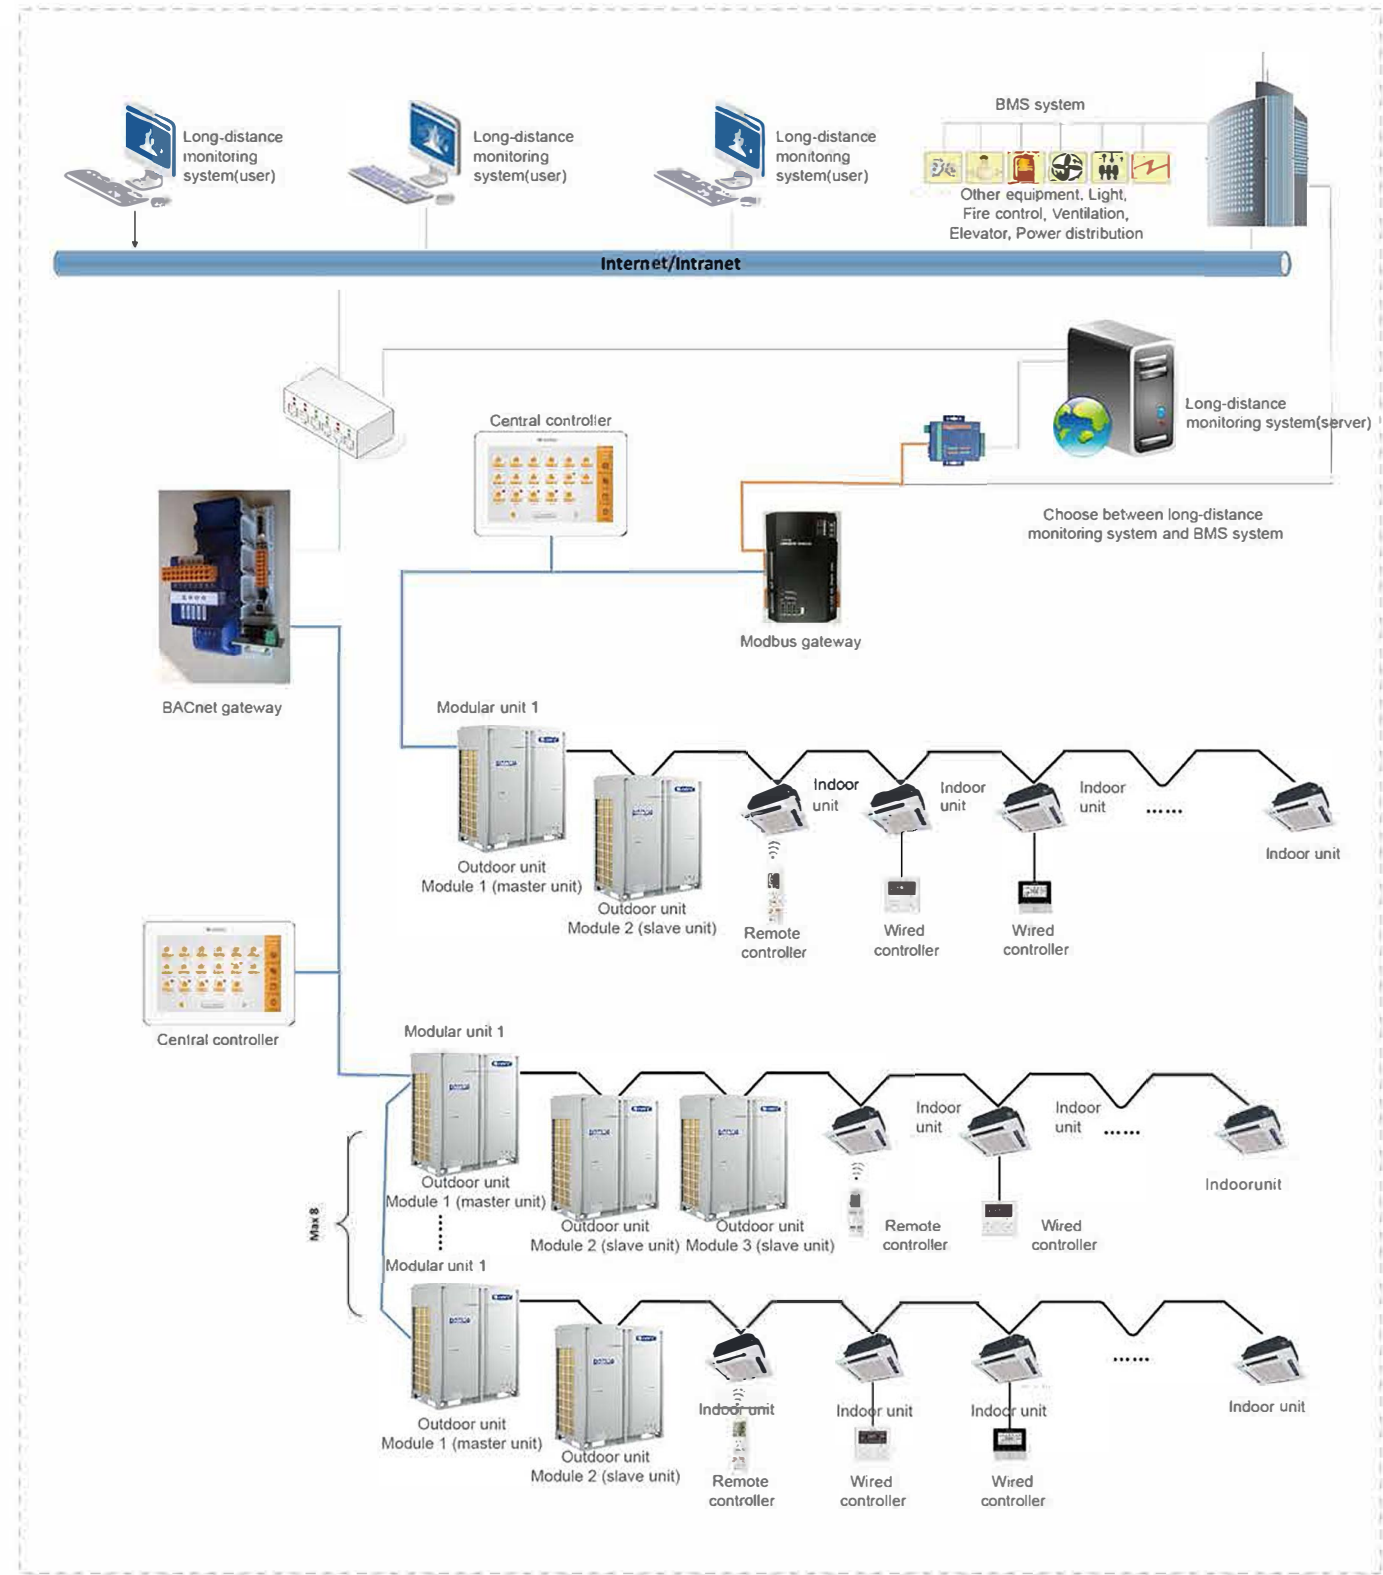 BMS system
Long-distance
monitoring
system(user)
Long-distance
monitoring
system(user)
Long-distance
monitoring
system(user)
Other equipment, Light,
Fire control, Ventilation,
Elevator, Power distribution
Internet/Intranet
Long-distance
monitoring system(server)
Central controller
Choose between long-distance
monitoring system and BMS system
Modbus gateway
BACnet gateway
Modular unit 1
Indoor
unit
Indoor
unit
Indoor
unit
......
Indoor unit
Outdoor unit
Module 1 (master unit)
Outdoor unit
Module 2 (slave unit)
Remote
controller
Wired
controller
Wired
controller
Central controller
Modular unit 1
Indoor
unit
Indoor
unit
......
Indoorunit
Outdoor unit
Module 1 (master unit)
Outdoor unit
Module 2 (slave unit)
Outdoor unit
Module 3 (slave unit)
Remote
controller
Wired
controller
Max 8
Modular unit 1
......
Indoor unit
Indoor unit
Indoor unit
Indoor unit
Outdoor unit
Module 1 (master unit)
Outdoor unit
Module 2 (slave unit)
Remote
controller
Wired
controller
Wired
controller